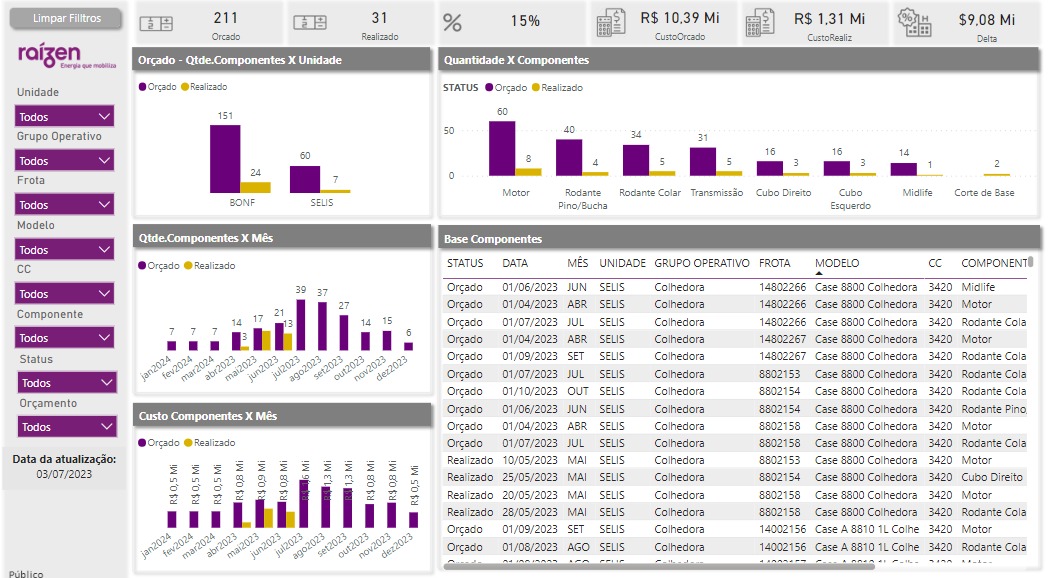 Limpar Filltros
211
Orcado
31
Realizado
%
15%
R$ 10,39 Mi
CustoOrcado
R$ 1,31 Mi
CustoRealiz
$9,08 Mi
Delta
raízen
Energia que mobiliza
Unidade
Todos
Grupo Operativo
Todos
Frota
Todos
Modelo
Todos
CC
Todos
Componente
Todos
Status
Todos
Orçamento
Todos
Data da atualização:
03/07/2023
Público
Orçado - Qtde.Componentes X Unidade
Orçado Realizado
151 24 60 7
BONF SELIS
Quantidade X Componentes
STATUS Orçado Realizado
50
0
60 8 40 4 34 5 31 5 16 3 16 3 14 1 2
Motor Rodante Pino/Bucha Rodante Colar Transmissão Cubo Direito Cubo Esquerdo Midlife Corte de Base
Qtde.Componentes X Mês
Orçado Realizado
7 7 7 14 3 17 21 13 39 37 27 14 15 6
jan2024 fev2024 mar2024 abr2023 mai2023 jun2023 jul2023 ago2023 set2023 out2023 nov2023 dez2023
Custo Componentes X Mês
Orçado Realizado
R$ 0,5 Mi R$ 0,5 Mi R$ 0,5 Mi R$ 0,8 Mi R$ 0,9 Mi R$ 0,8 Mi R$ 1,6 Mi R$ 1,3 Mi R$ 1,3 Mi R$ 0,8 Mi R$ 0,8 Mi R$ 0,5 Mi
jan2024 fev2024 mar2024 abr2023 mai2023 jun2023 jul2023 ago2023 set2023 out2023 nov2023 dez2023
Base Componentes
STATUS DATA MÊS UNIDADE GRUPO OPERATIVO FROTA MODELO CC COMPONENT
Orçado 01/06/2023 JUN SELIS Colhedora 14802266 Case 8800 Colhedora 3420 Midlife
Orçado 01/04/2023 ABR SELIS Colhedora 14802266 Case 8800 Colhedora 3420 Motor
Orçado 01/07/2023 JUL SELIS Colhedora 14802266 Case 8800 Colhedora 3420 Rodante Cola
Orçado 01/04/2023 ABR SELIS Colhedora 14802267 Case 8800 Colhedora 3420 Motor
Orçado 01/09/2023 SET SELIS Colhedora 14802267 Case 8800 Colhedora 3420 Rodante Cola
Orçado 01/07/2023 JUL SELIS Colhedora 8802153 Case 8800 Colhedora 3420 Rodante Cola
Orçado 01/10/2023 OUT SELIS Colhedora 8802154 Case 8800 Colhedora 3420 Rodante Cola
Orçado 01/06/2023 JUN SELIS Colhedora 8802154 Case 8800 Colhedora 3420 Rodante Pino,
Orçado 01/04/2023 ABR SELIS Colhedora 8802158 Case 8800 Colhedora 3420 Motor
Orçado 01/07/2023 JUL SELIS Colhedora 8802158 Case 8800 Colhedora 3420 Rodante Cola
Realizado 10/05/2023 MAI SELIS Colhedora 8802153 Case 8800 Colhedora 3420 Motor
Realizado 25/05/2023 MAI SELIS Colhedora 8802154 Case 8800 Colhedora 3420 Cubo Direito
Realizado 20/05/2023 MAI SELIS Colhedora 8802158 Case 8800 Colhedora 3420 Motor
Realizado 28/05/2023 MAI SELIS Colhedora 8802158 Case 8800 Colhedora 3420 Rodante Cola
Orçado 01/09/2023 SET SELIS Colhedora 14002156 Case A 8810 1L Colhe 3420 Motor
Orçado 01/08/2023 AGO SELIS Colhedora 14002156 Case A 8810 1L Colhe 3420 Rodante Cola